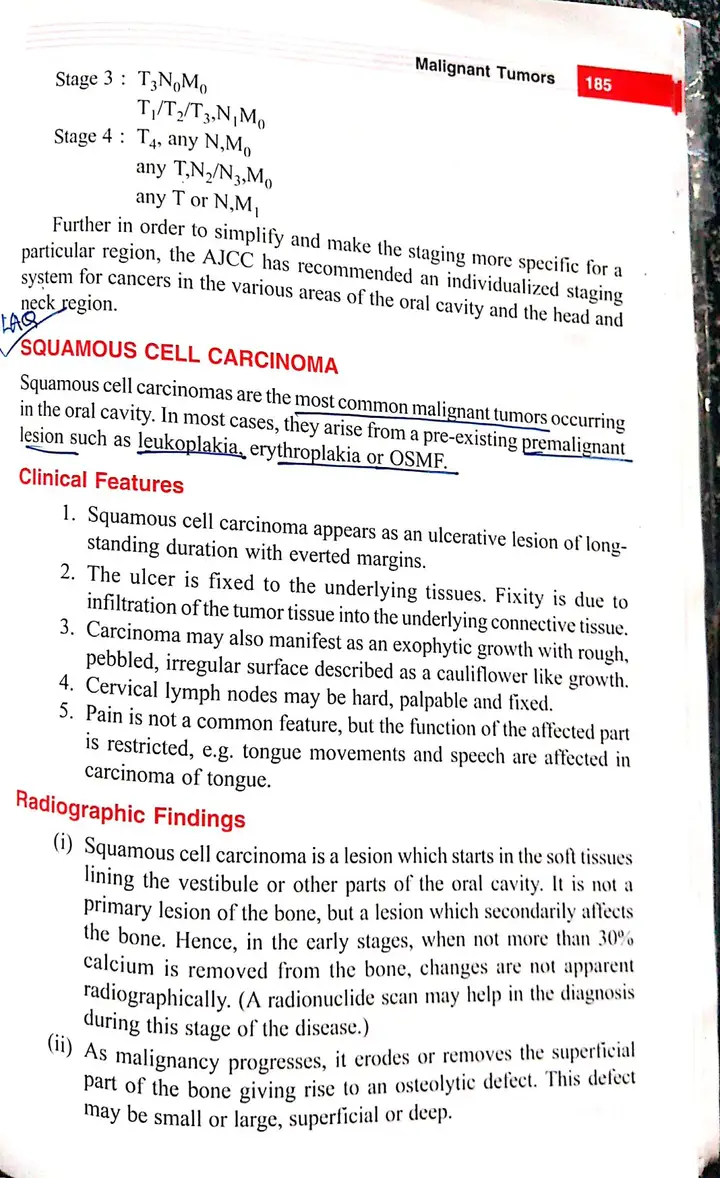 Malignant Tumors 185
Stage 3 : T₃N₀M₀
T₁/T₂/T₃,N₁M₀
Stage 4 : T₄, any N,M₀
any T,N₂/N₃,M₀
any T or N,M₁
Further in order to simplify and make the staging more specific for a
particular region, the AJCC has recommended an individualized staging
system for cancers in the various areas of the oral cavity and the head and
neck region.
LAQ
SQUAMOUS CELL CARCINOMA
Squamous cell carcinomas are the most common malignant tumors occurring
in the oral cavity. In most cases, they arise from a pre-existing premalignant
lesion such as leukoplakia, erythroplakia or OSMF.
Clinical Features
1. Squamous cell carcinoma appears as an ulcerative lesion of long-
standing duration with everted margins.
2. The ulcer is fixed to the underlying tissues. Fixity is due to
infiltration of the tumor tissue into the underlying connective tissue.
3. Carcinoma may also manifest as an exophytic growth with rough,
pebbled, irregular surface described as a cauliflower like growth.
4. Cervical lymph nodes may be hard, palpable and fixed.
5. Pain is not a common feature, but the function of the affected part
is restricted, e.g. tongue movements and speech are affected in
carcinoma of tongue.
Radiographic Findings
(i) Squamous cell carcinoma is a lesion which starts in the soft tissues
lining the vestibule or other parts of the oral cavity. It is not a
primary lesion of the bone, but a lesion which secondarily affects
the bone. Hence, in the early stages, when not more than 30%
calcium is removed from the bone, changes are not apparent
radiographically. (A radionuclide scan may help in the diagnosis
during this stage of the disease.)
(ii) As malignancy progresses, it erodes or removes the superficial
part of the bone giving rise to an osteolytic defect. This defect
may be small or large, superficial or deep.